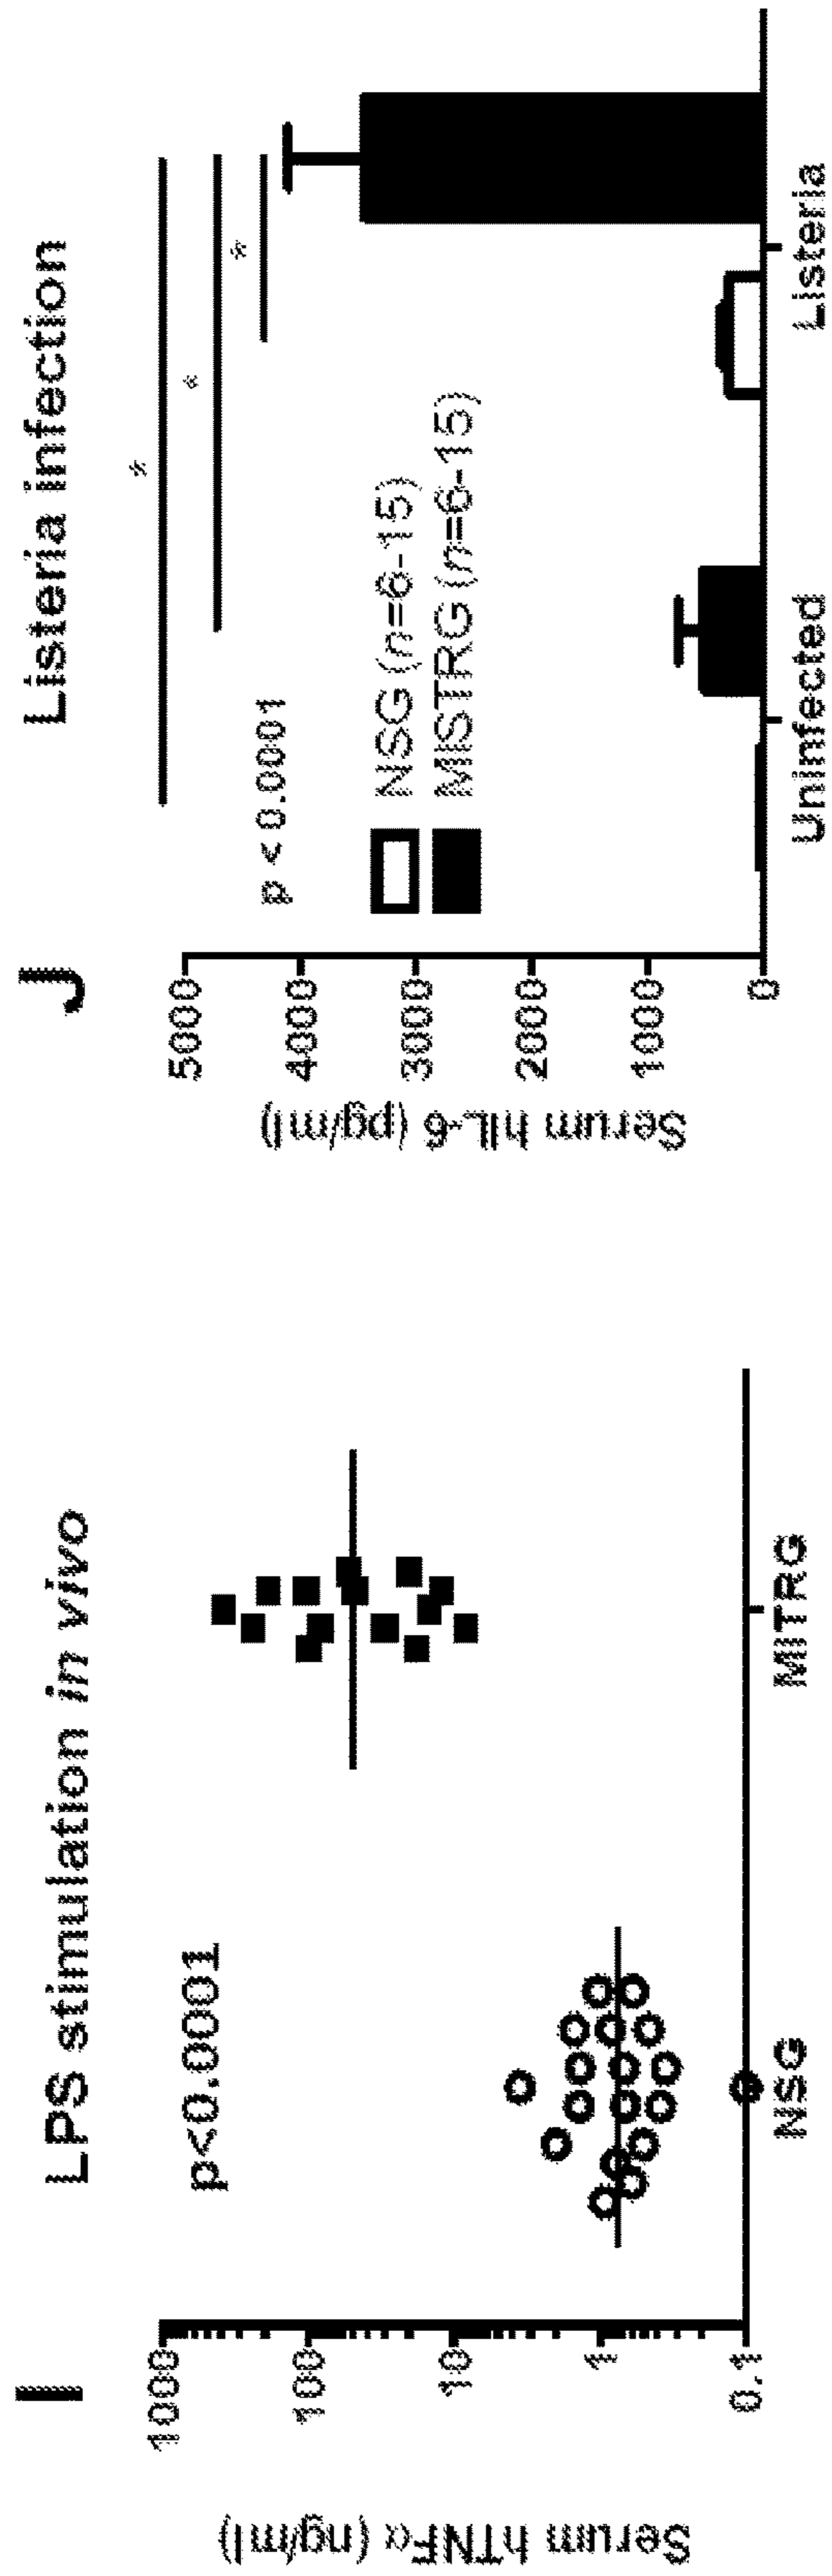 I
LPS stimulation in vivo
p<0.0001
Serum hTNFα (ng/ml)
1000
100
10
1
0.1
NSG
MITRG
J
Listeria infection
*
*
*
p < 0.0001
NSG (n=6-15)
MISTRG (n=6-15)
Serum hIL-6 (pg/ml)
5000
4000
3000
2000
1000
0
Uninfected
Listeria